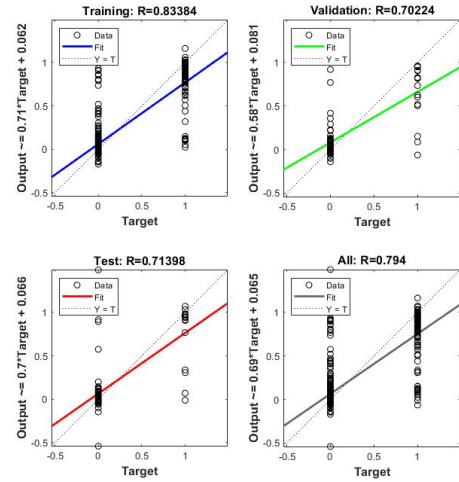 Training: R=0.83384
Output ~= 0.71*Target + 0.062
Data
Fit
Y = T
1
0.5
0
-0.5
-0.5 0 0.5 1
Target
Validation: R=0.70224
Output ~= 0.58*Target + 0.081
Data
Fit
Y = T
1
0.5
0
-0.5
-0.5 0 0.5 1
Target
Test: R=0.71398
Output ~= 0.7*Target + 0.066
Data
Fit
Y = T
1
0.5
0
-0.5
-0.5 0 0.5 1
Target
All: R=0.794
Output ~= 0.69*Target + 0.065
Data
Fit
Y = T
1
0.5
0
-0.5
-0.5 0 0.5 1
Target